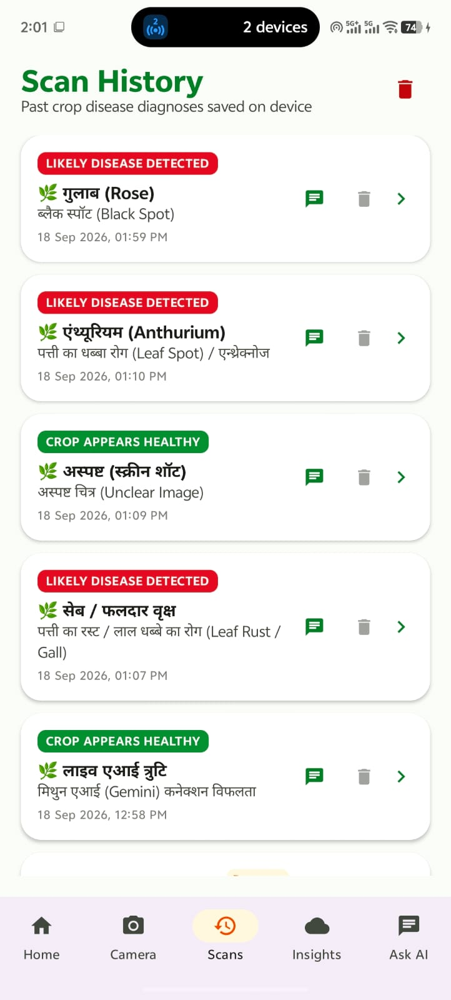 2:01
2
2 devices
5G+
5G
74
Scan History
Past crop disease diagnoses saved on device
LIKELY DISEASE DETECTED
🌿 गुलाब (Rose)
ब्लैक स्पॉट (Black Spot)
18 Sep 2026, 01:59 PM
LIKELY DISEASE DETECTED
🌿 एंथ्यूरियम (Anthurium)
पत्ती का धब्बा रोग (Leaf Spot) / एन्थ्रेक्नोज
18 Sep 2026, 01:10 PM
CROP APPEARS HEALTHY
🌿 अस्पष्ट (स्क्रीन शॉट)
अस्पष्ट चित्र (Unclear Image)
18 Sep 2026, 01:09 PM
LIKELY DISEASE DETECTED
🌿 सेब / फलदार वृक्ष
पत्ती का रस्ट / लाल धब्बे का रोग (Leaf Rust /
Gall)
18 Sep 2026, 01:07 PM
CROP APPEARS HEALTHY
🌿 लाइव एआई त्रुटि
मिथुन एआई (Gemini) कनेक्शन विफलता
18 Sep 2026, 12:58 PM
Home
Camera
Scans
Insights
Ask AI